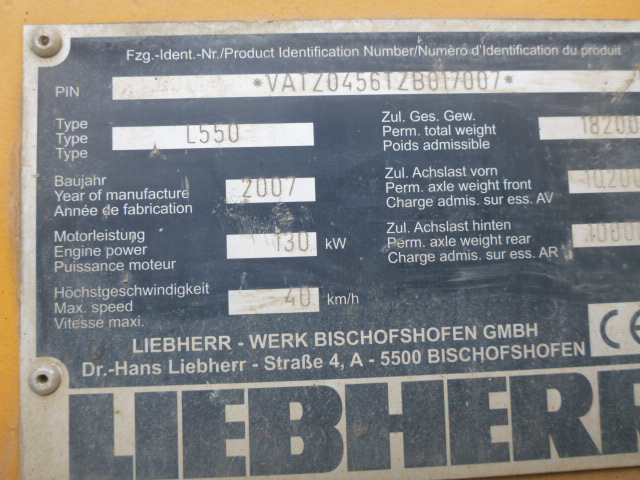 Fzg.-Ident.-Nr./Product Identification Number/Numèro d'Identification du produit
PIN *VATZ0456TZB017007*
Type
Type L550
Type
Zul. Ges. Gew.
Perm. total weight 18200
Poids admissible
Baujahr
Year of manufacture 2007
Année de fabrication
Zul. Achslast vorn
Perm. axle weight front 10200
Charge admis. sur ess. AV
Motorleistung
Engine power 130 kW
Puissance moteur
Zul. Achslast hinten
Perm. axle weight rear
Charge admis. sur ess. AR
Höchstgeschwindigkeit
Max. speed 40 km/h
Vitesse maxi.
LIEBHERR - WERK BISCHOFSHOFEN GMBH
Dr.-Hans Liebherr - Straße 4, A - 5500 BISCHOFSHOFEN
CE
LIEBHERR